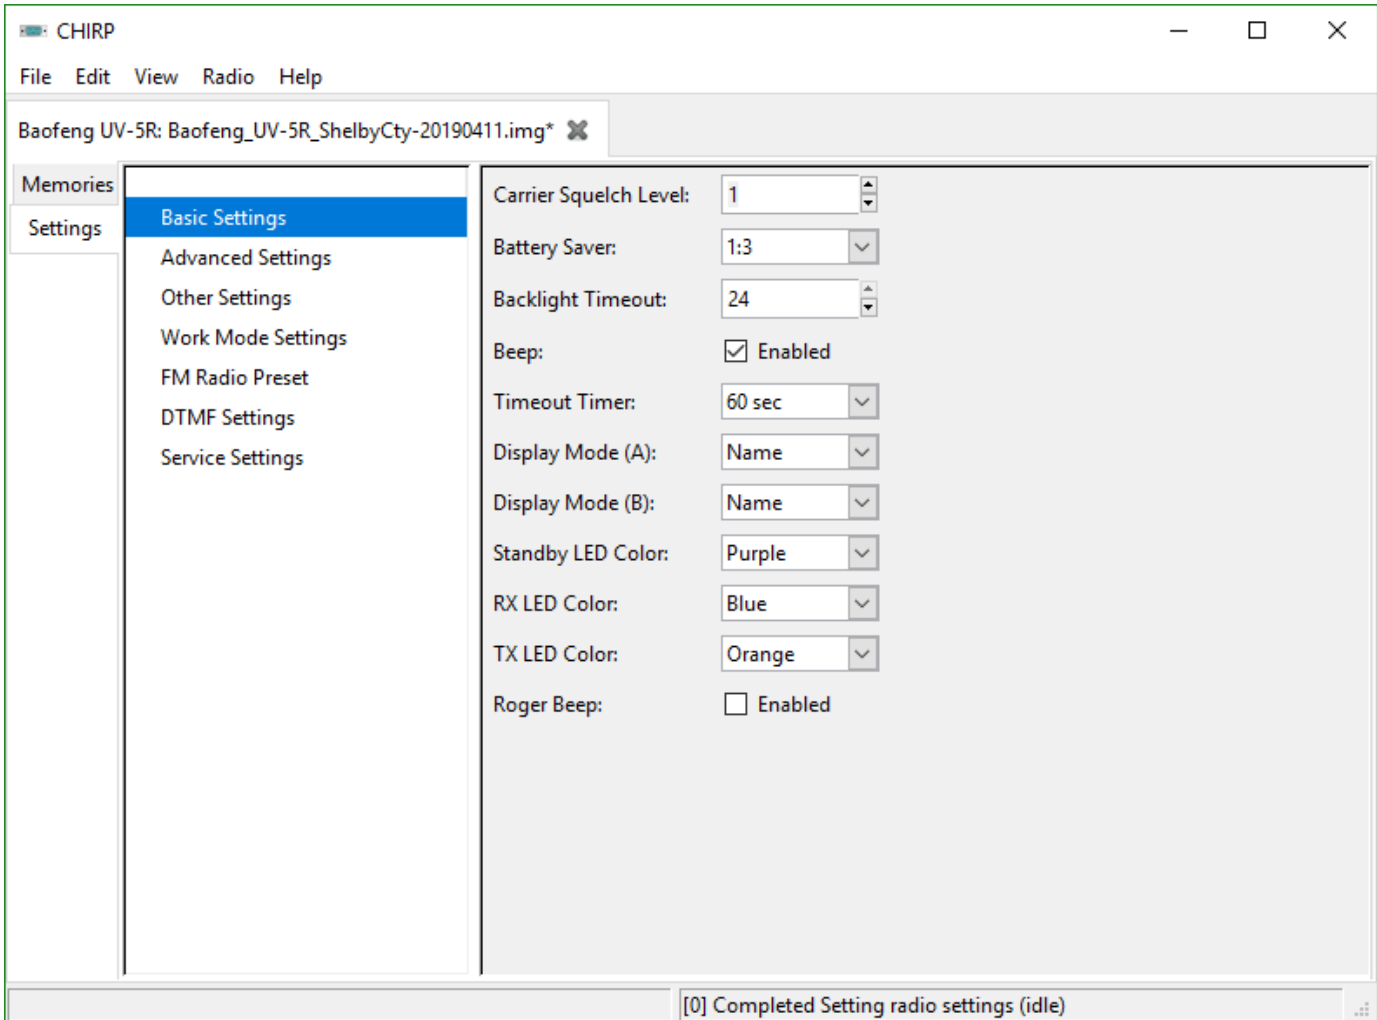 CHIRP
File Edit View Radio Help
Baofeng UV-5R: Baofeng_UV-5R_ShelbyCty-20190411.img*
Memories
Settings
Basic Settings
Advanced Settings
Other Settings
Work Mode Settings
FM Radio Preset
DTMF Settings
Service Settings
Carrier Squelch Level: 1
Battery Saver: 1:3
Backlight Timeout: 24
Beep: Enabled
Timeout Timer: 60 sec
Display Mode (A): Name
Display Mode (B): Name
Standby LED Color: Purple
RX LED Color: Blue
TX LED Color: Orange
Roger Beep: Enabled
[0] Completed Setting radio settings (idle)